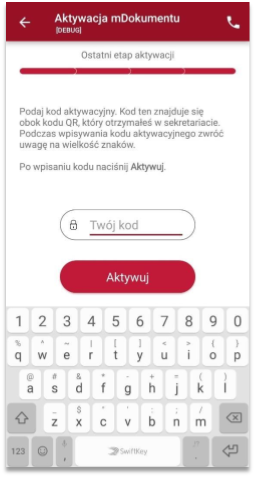 Aktywacja mDokumentu
[DEBUG]
Ostatni etap aktywacji
Podaj kod aktywacyjny. Kod ten znajduje się
obok kodu QR, który otrzymałeś w sekretariacie.
Podczas wpisywania kodu aktywacyjnego zwróć
uwagę na wielkość znaków.
Po wpisaniu kodu naciśnij Aktywuj.
Twój kod
Aktywuj
1 2 3 4 5 6 7 8 9 0
% ^ ~ | [ ] < > { }
q w e r t y u i o p
@ # & * - + = ( )
a s d f g h j k l
_ $ " ' : ; /
z x c v b n m
123 , SwiftKey